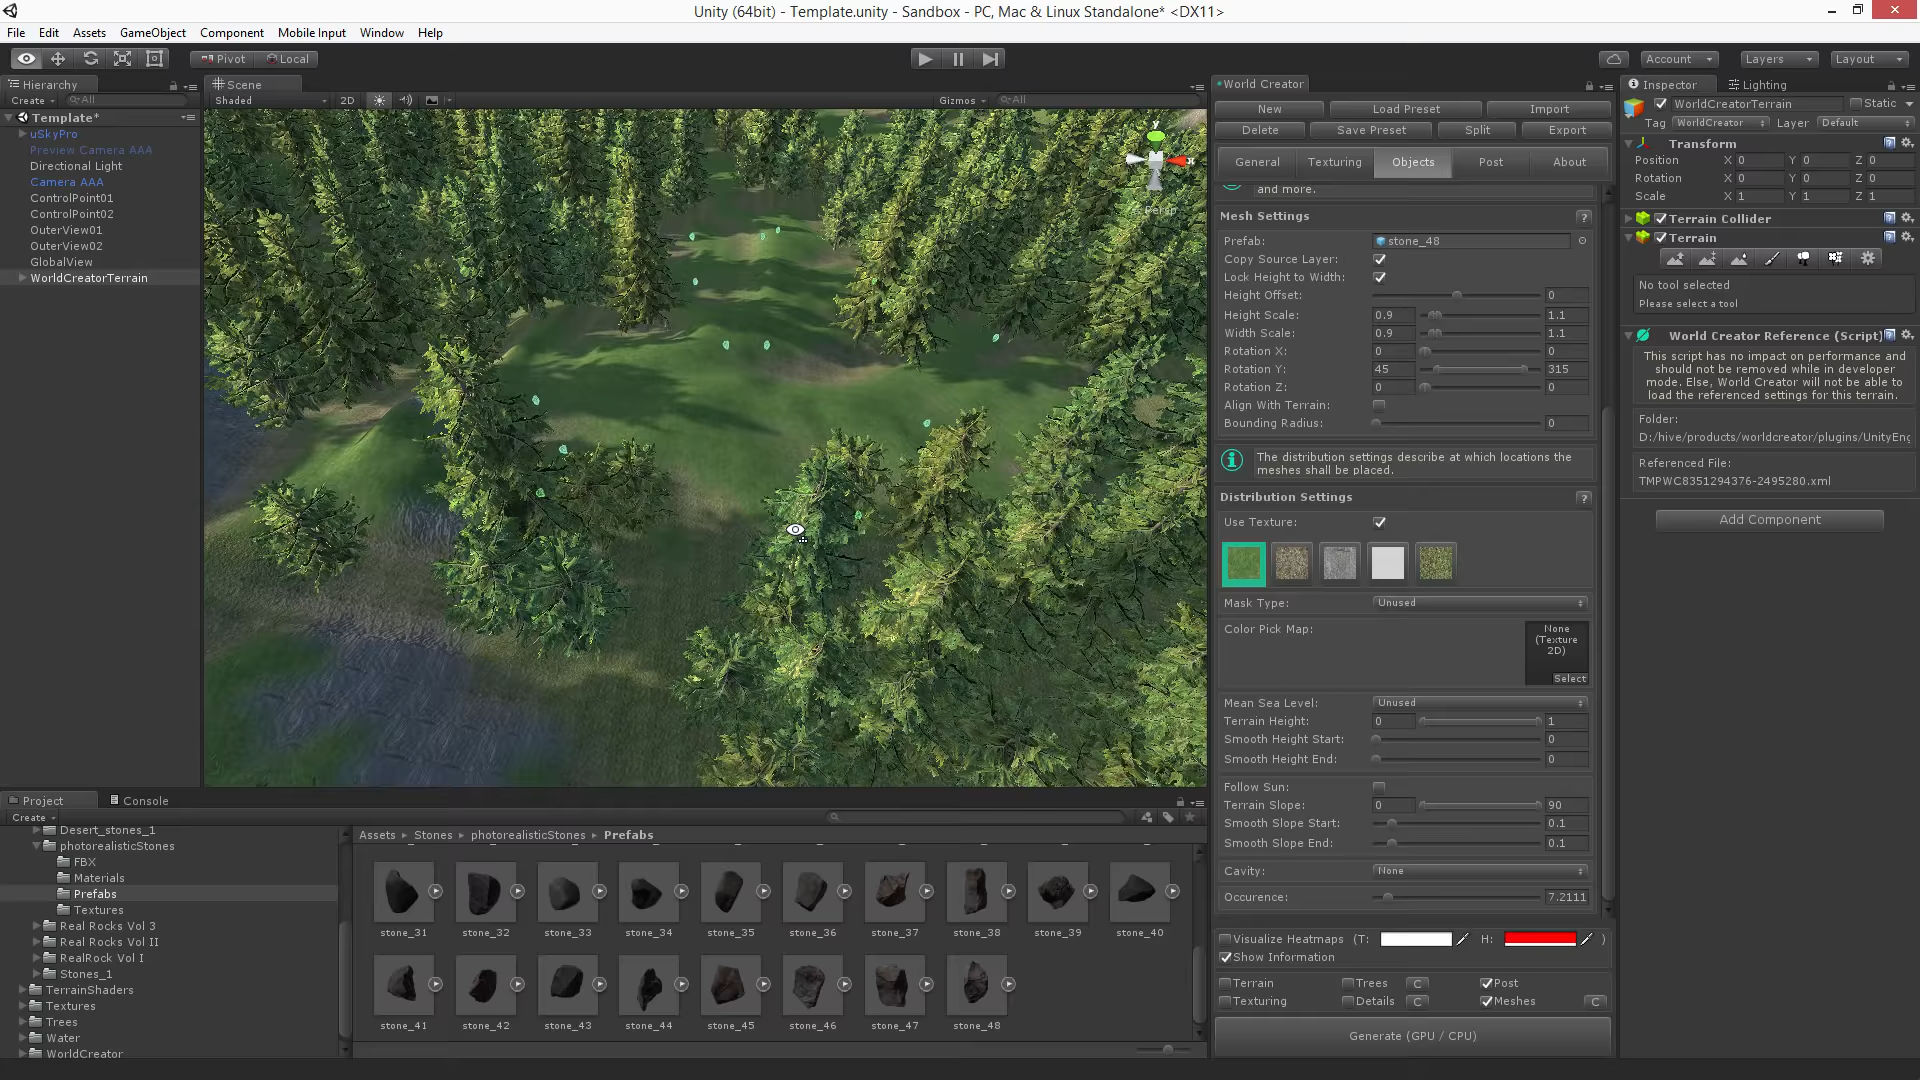 Unity (64bit) - Template.unity - Sandbox - PC, Mac & Linux Standalone* <DX11>
File Edit Assets GameObject Component Mobile Input Window Help
Pivot Local Account Layers Layout
Hierarchy
Create All
Template*
uSkyPro
Preview Camera AAA
Directional Light
Camera AAA
ControlPoint01
ControlPoint02
OuterView01
OuterView02
GlobalView
WorldCreatorTerrain
Scene
Shaded 2D Gizmos All
y
x
Persp
World Creator
New Load Preset Import
Delete Save Preset Split Export
General Texturing Objects Post About
and more.
Mesh Settings
Prefab: stone_48
Copy Source Layer:
Lock Height to Width:
Height Offset: 0
Height Scale: 0.9 1.1
Width Scale: 0.9 1.1
Rotation X: 0 0
Rotation Y: 45 315
Rotation Z: 0 0
Align With Terrain:
Bounding Radius: 0
The distribution settings describe at which locations the
meshes shall be placed.
Distribution Settings
Use Texture:
Mask Type: Unused
Color Pick Map:
None
(Texture
2D)
Select
Mean Sea Level: Unused
Terrain Height: 0 1
Smooth Height Start: 0
Smooth Height End: 0
Follow Sun:
Terrain Slope: 0 90
Smooth Slope Start: 0.1
Smooth Slope End: 0.1
Cavity: None
Occurence: 7.2111
Visualize Heatmaps (T: H: )
Show Information
Terrain Trees C Post
Texturing Details C Meshes C
Generate (GPU / CPU)
Inspector Lighting
WorldCreatorTerrain Static
Tag WorldCreator Layer Default
Transform
Position X 0 Y 0 Z 0
Rotation X 0 Y 0 Z 0
Scale X 1 Y 1 Z 1
Terrain Collider
Terrain
No tool selected
Please select a tool
World Creator Reference (Script)
This script has no impact on performance and
should not be removed while in developer
mode. Else, World Creator will not be able to
load the referenced settings for this terrain.
Folder:
D:/hive/products/worldcreator/plugins/UnityEng
Referenced File:
TMPWC8351294376-2495280.xml
Add Component
Project Console
Create
Desert_stones_1
photorealisticStones
FBX
Materials
Prefabs
Textures
Real Rocks Vol 3
Real Rocks Vol II
RealRock Vol I
Stones_1
TerrainShaders
Textures
Trees
Water
WorldCreator
Assets Stones photorealisticStones Prefabs
stone_31 stone_32 stone_33 stone_34 stone_35 stone_36 stone_37 stone_38 stone_39 stone_40
stone_41 stone_42 stone_43 stone_44 stone_45 stone_46 stone_47 stone_48